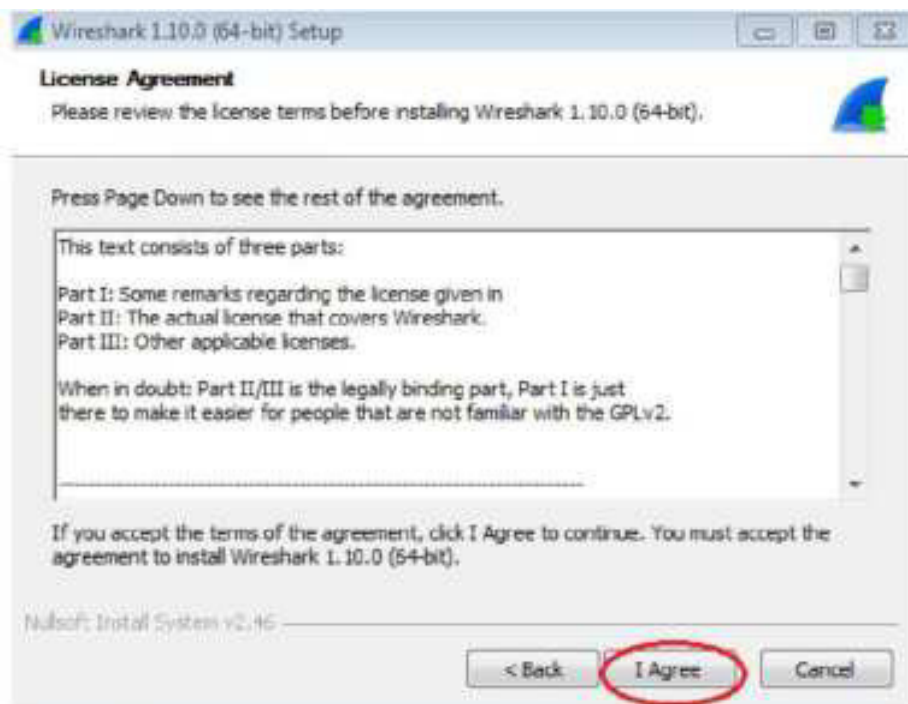 Wireshark 1.10.0 (64-bit) Setup
License Agreement
Please review the license terms before installing Wireshark 1.10.0 (64-bit).
Press Page Down to see the rest of the agreement.
This text consists of three parts:
Part I: Some remarks regarding the license given in
Part II: The actual license that covers Wireshark.
Part III: Other applicable licenses.
When in doubt: Part II/III is the legally binding part, Part I is just
there to make it easier for people that are not familiar with the GPLv2.
If you accept the terms of the agreement, click I Agree to continue. You must accept the
agreement to install Wireshark 1.10.0 (64-bit).
Nullsoft Install System v2.46
< Back
I Agree
Cancel